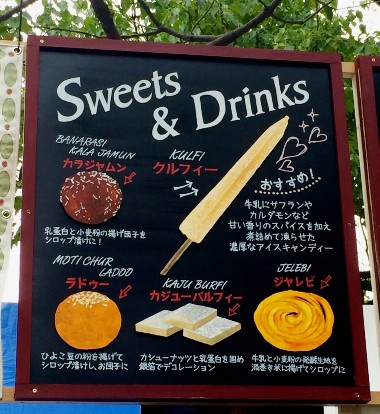 Sweets
& Drinks
BANARASI
KALA JAMUN
カラジャムン
乳蛋白と小麦粉の揚げ団子を
シロップ漬けに!
KULFI
クルフィー
おすすめ!
牛乳にサフランや
カルダモンなど
甘い香りのスパイスを加え
煮詰めて凍らせた
濃厚なアイスキャンディー
MOTI CHUR
LADOO
ラドゥー
ひよこ豆の粉を揚げて
シロップ漬けし、お団子に
KAJU BURFI
カジューバルフィー
カシューナッツと乳蛋白を固め
銀箔でデコレーション
JELEBI
ジャレビ
牛乳と小麦粉の発酵生地を
渦巻き状に揚げてシロップに